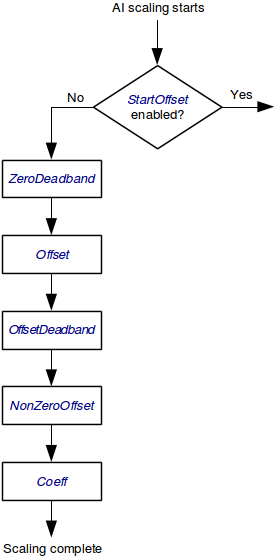 AI scaling starts
StartOffset
enabled?
No
Yes
ZeroDeadband
Offset
OffsetDeadband
NonZeroOffset
Coeff
Scaling complete